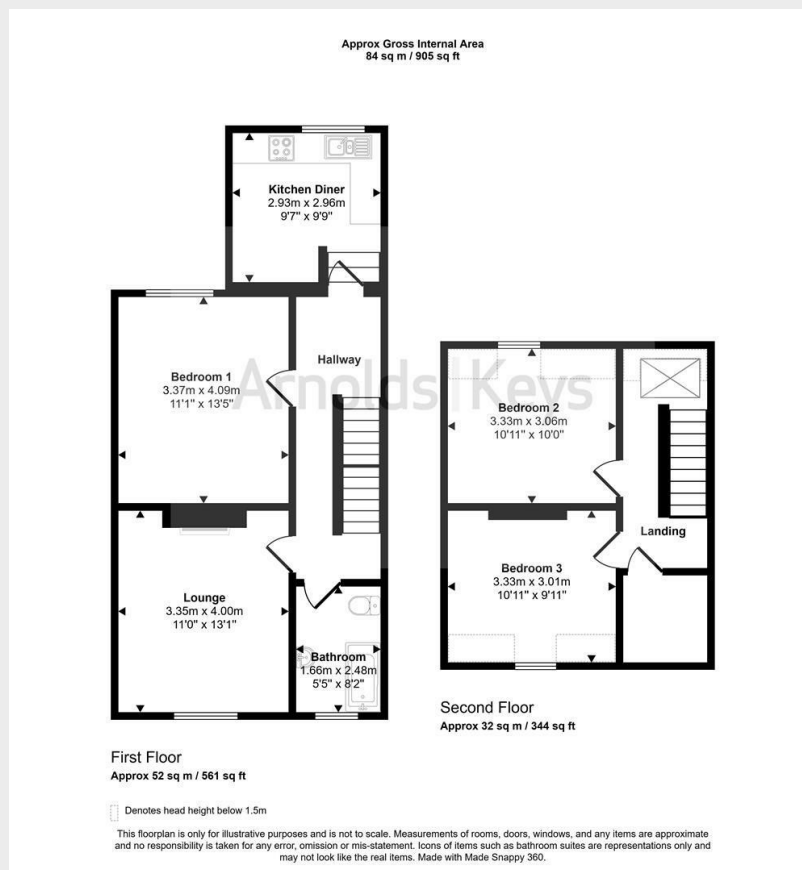 Approx Gross Internal Area
84 sq m / 905 sq ft
Kitchen Diner
2.93m x 2.96m
9'7" x 9'9"
Hallway
Bedroom 1
3.37m x 4.09m
11'1" x 13'5"
Arnolds | Keys
Bedroom 2
3.33m x 3.06m
10'11" x 10'0"
Landing
Bedroom 3
3.33m x 3.01m
10'11" x 9'11"
Lounge
3.35m x 4.00m
11'0" x 13'1"
Bathroom
1.66m x 2.48m
5'5" x 8'2"
Second Floor
Approx 32 sq m / 344 sq ft
First Floor
Approx 52 sq m / 561 sq ft
Denotes head height below 1.5m
This floorplan is only for illustrative purposes and is not to scale. Measurements of rooms, doors, windows, and any items are approximate
and no responsibility is taken for any error, omission or mis-statement. Icons of items such as bathroom suites are representations only and
may not look like the real items. Made with Made Snappy 360.